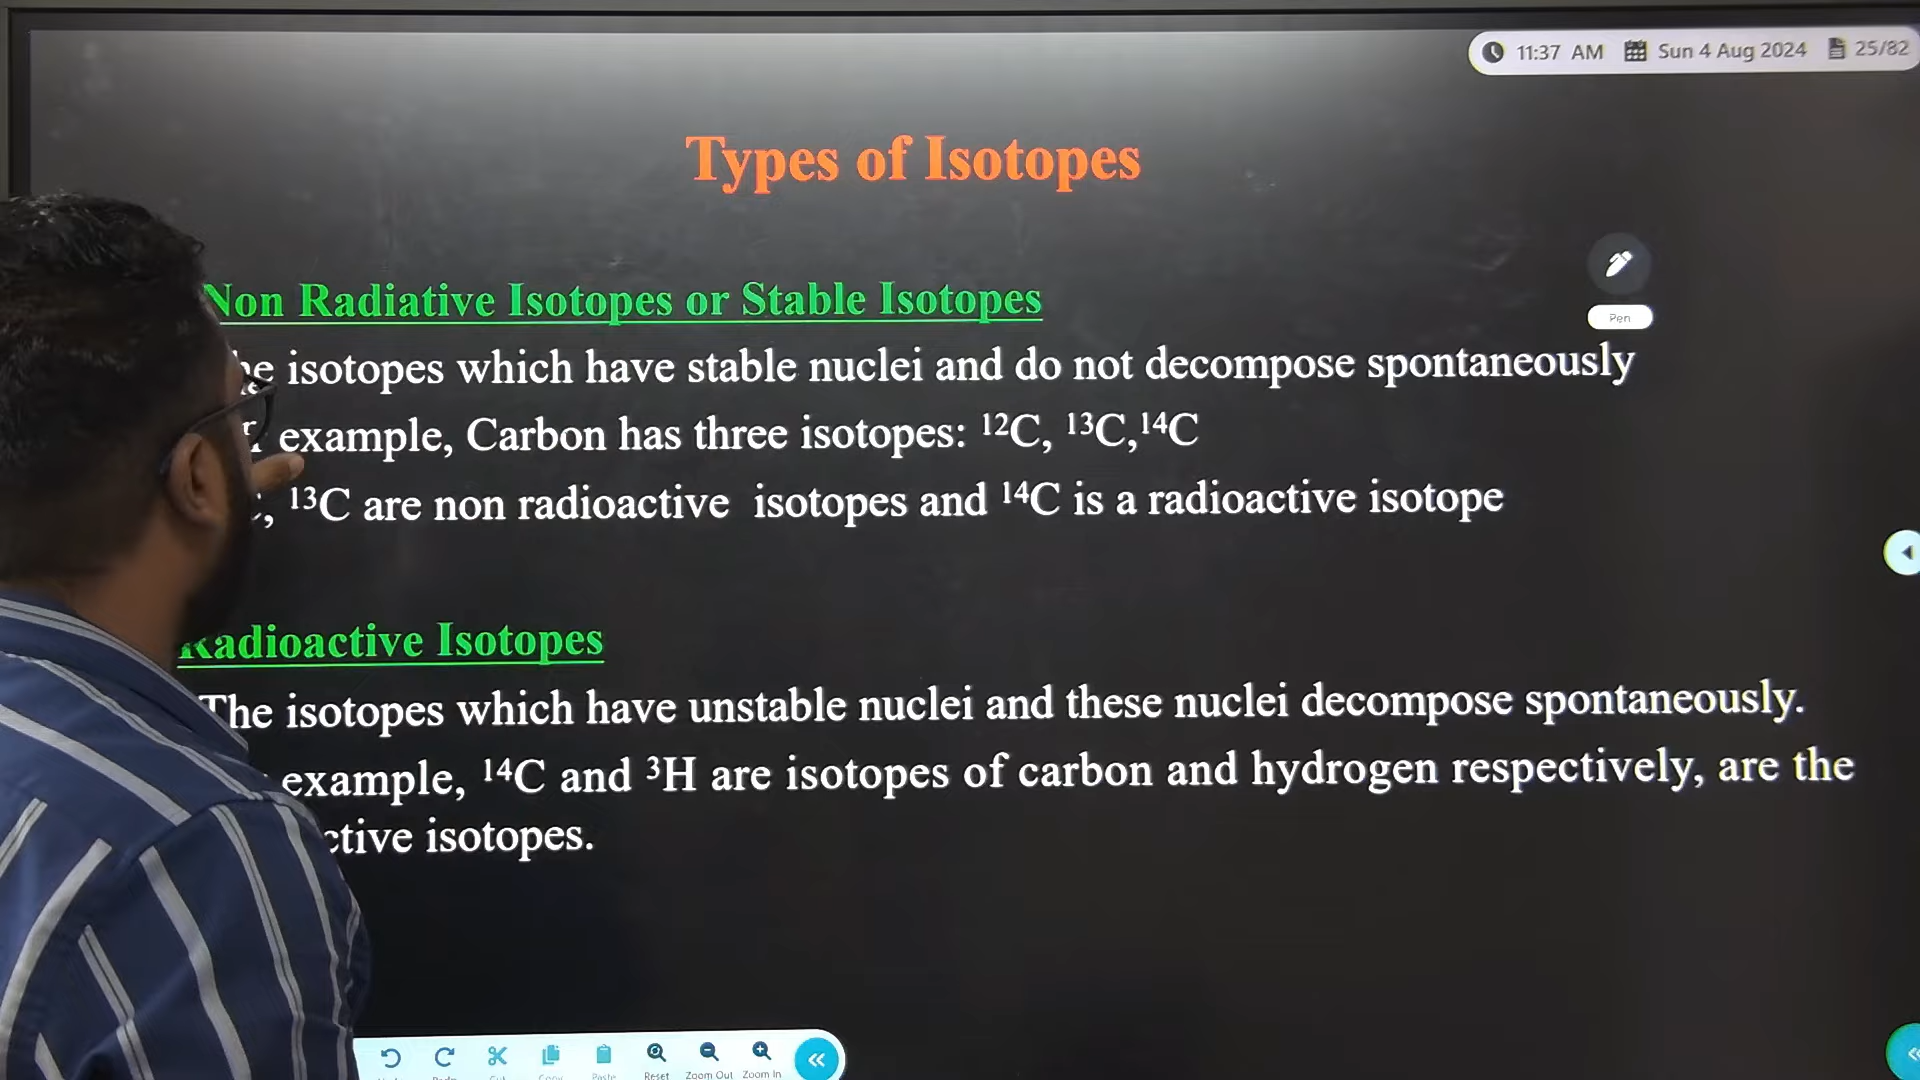 11:37 AM Sun 4 Aug 2024 25/82
Types of Isotopes
Non Radiative Isotopes or Stable Isotopes
isotopes which have stable nuclei and do not decompose spontaneously
example, Carbon has three isotopes: ¹²C, ¹³C,¹⁴C
, ¹³C are non radioactive isotopes and ¹⁴C is a radioactive isotope
Radioactive Isotopes
The isotopes which have unstable nuclei and these nuclei decompose spontaneously.
example, ¹⁴C and ³H are isotopes of carbon and hydrogen respectively, are the
ctive isotopes.
Pen
Copy Paste Reset Zoom Out Zoom In